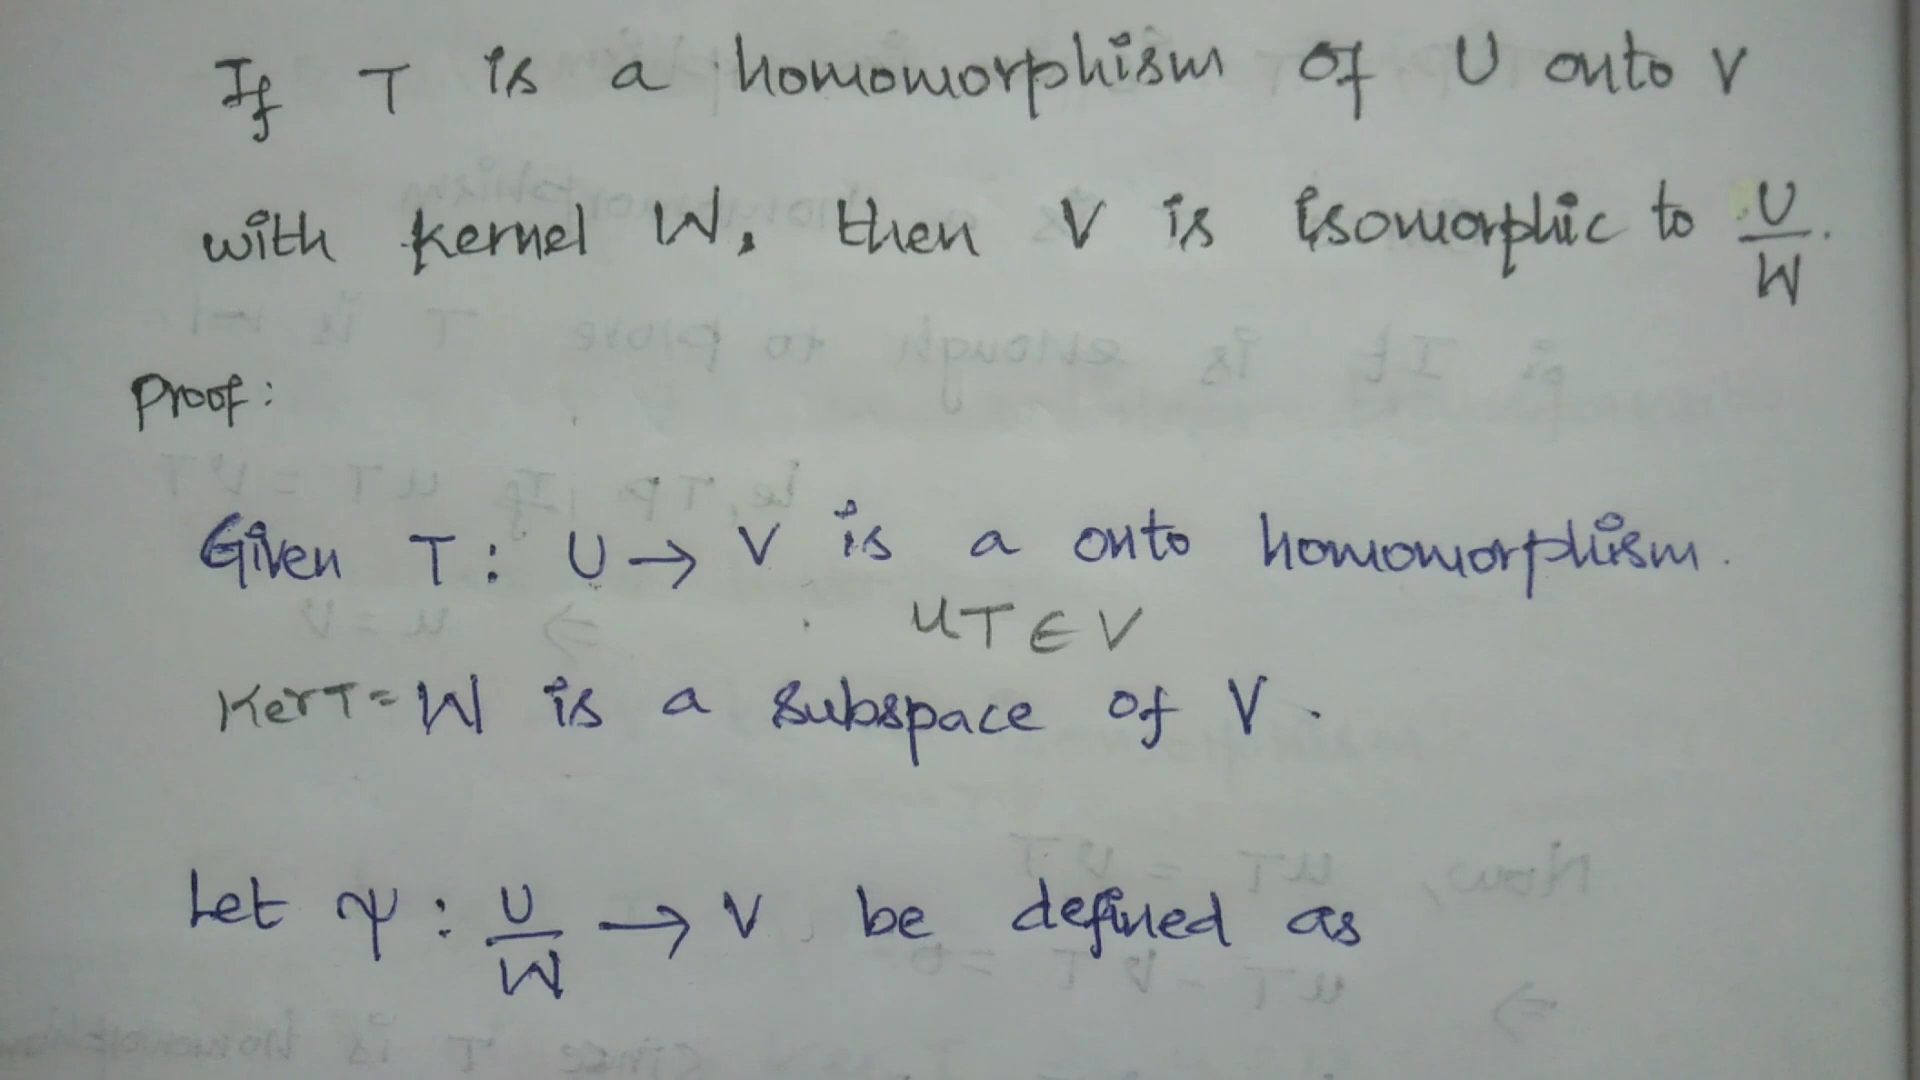 If T is a homomorphism of U onto V
with kernel W, then V is isomorphic to U/W.
Proof:
Given T: U → V is a onto homomorphism.
uT ∈ V
KerT = W is a subspace of V.
Let ψ : U/W → V be defined as